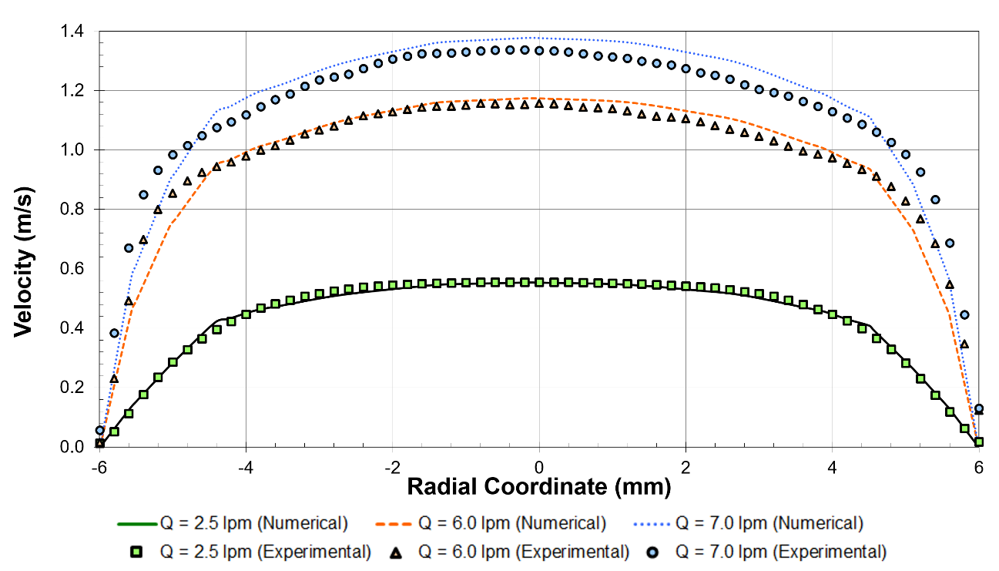 1.4
1.2
1.0
0.8
0.6
0.4
0.2
0.0
Velocity (m/s)
-6 -4 -2 0 2 4 6
Radial Coordinate (mm)
Q = 2.5 lpm (Numerical) Q = 6.0 lpm (Numerical) Q = 7.0 lpm (Numerical)
Q = 2.5 lpm (Experimental) Q = 6.0 lpm (Experimental) Q = 7.0 lpm (Experimental)